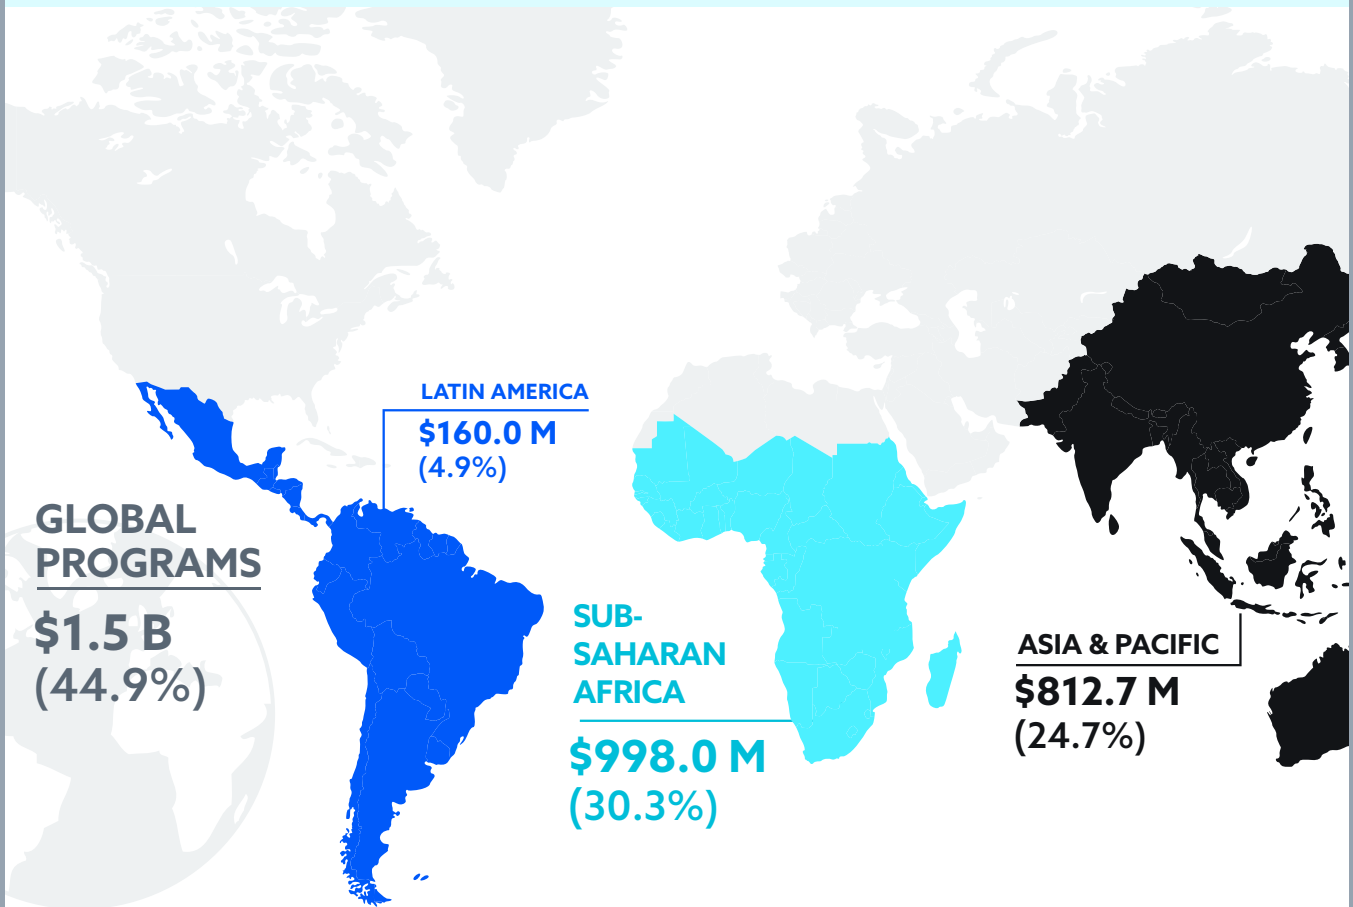 LATIN AMERICA
$160.0 M
(4.9%)
GLOBAL
PROGRAMS
$1.5 B
(44.9%)
SUB-
SAHARAN
AFRICA
$998.0 M
(30.3%)
ASIA & PACIFIC
$812.7 M
(24.7%)